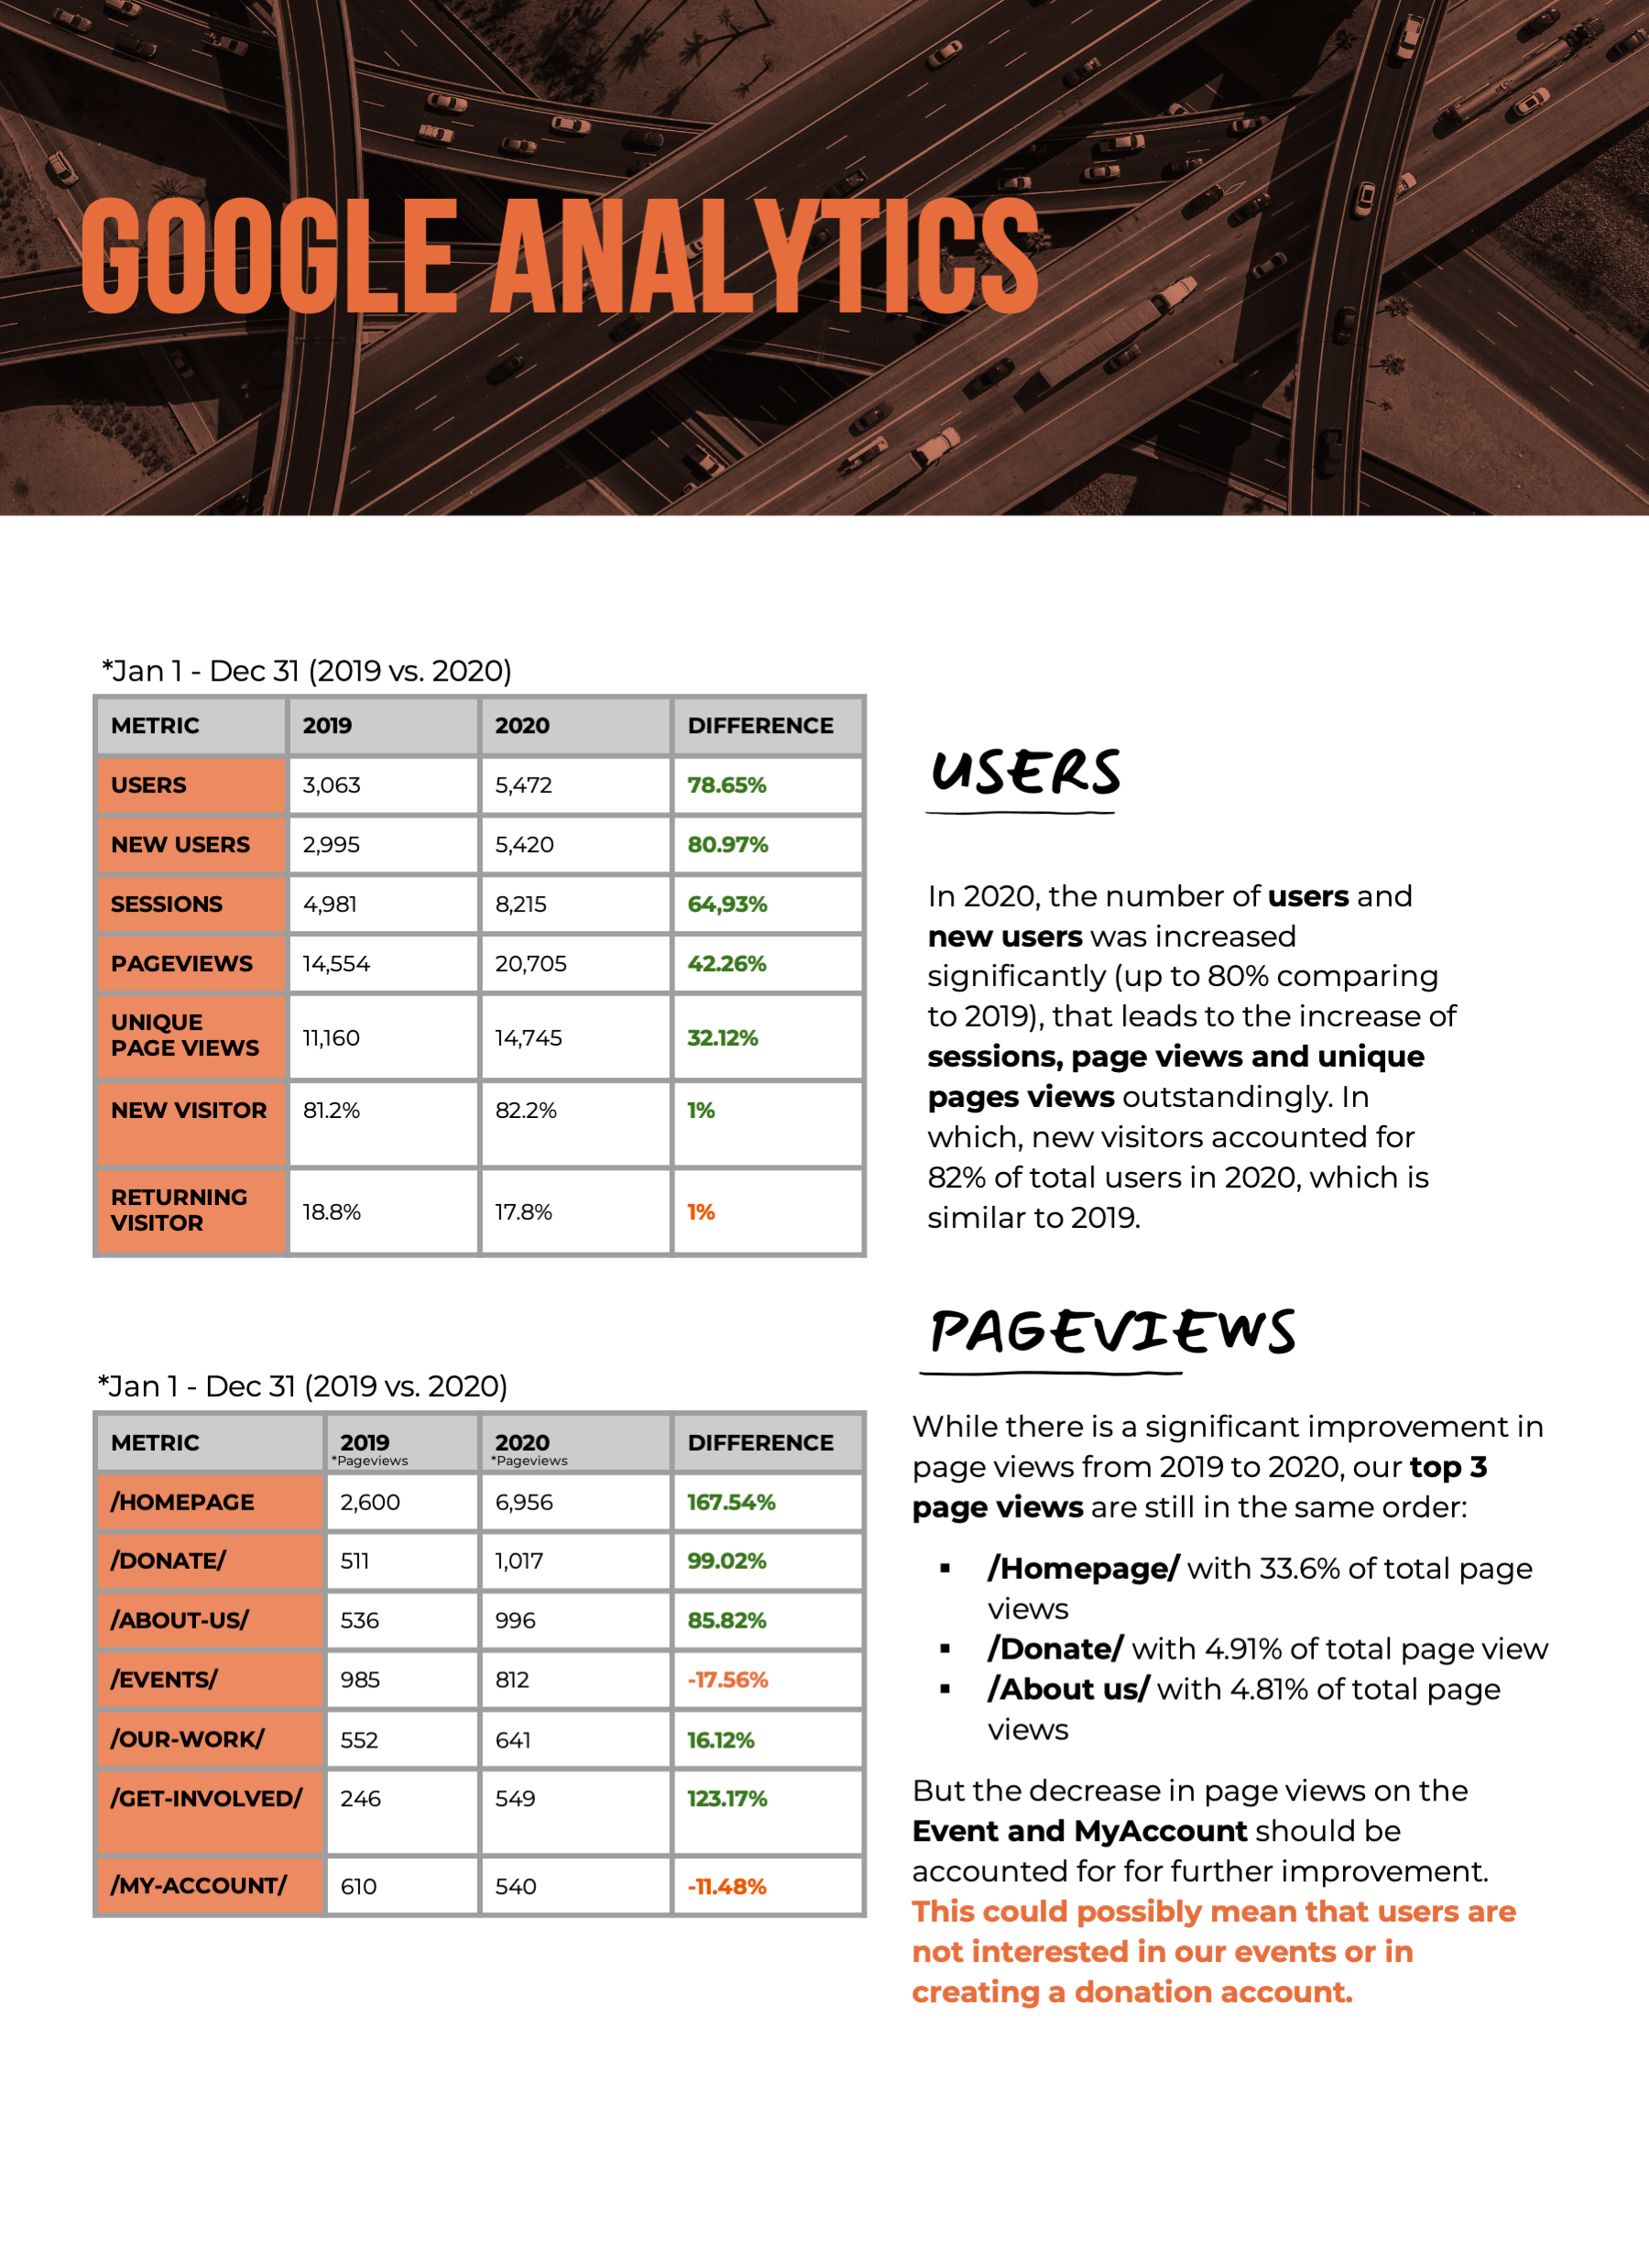 GOOGLE ANALYTICS
*Jan 1 - Dec 31 (2019 vs. 2020)
METRIC 2019 2020 DIFFERENCE
USERS 3,063 5,472 78.65%
NEW USERS 2,995 5,420 80.97%
SESSIONS 4,981 8,215 64,93%
PAGEVIEWS 14,554 20,705 42.26%
UNIQUE
PAGE VIEWS 11,160 14,745 32.12%
NEW VISITOR 81.2% 82.2% 1%
RETURNING
VISITOR 18.8% 17.8% 1%
USERS
In 2020, the number of users and
new users was increased
significantly (up to 80% comparing
to 2019), that leads to the increase of
sessions, page views and unique
pages views outstandingly. In
which, new visitors accounted for
82% of total users in 2020, which is
similar to 2019.
*Jan 1 - Dec 31 (2019 vs. 2020)
METRIC 2019 2020 DIFFERENCE
*Pageviews *Pageviews
/HOMEPAGE 2,600 6,956 167.54%
/DONATE/ 511 1,017 99.02%
/ABOUT-US/ 536 996 85.82%
/EVENTS/ 985 812 -17.56%
/OUR-WORK/ 552 641 16.12%
/GET-INVOLVED/ 246 549 123.17%
/MY-ACCOUNT/ 610 540 -11.48%
PAGEVIEWS
While there is a significant improvement in
page views from 2019 to 2020, our top 3
page views are still in the same order:
▪ /Homepage/ with 33.6% of total page
views
▪ /Donate/ with 4.91% of total page view
▪ /About us/ with 4.81% of total page
views
But the decrease in page views on the
Event and MyAccount should be
accounted for for further improvement.
This could possibly mean that users are
not interested in our events or in
creating a donation account.